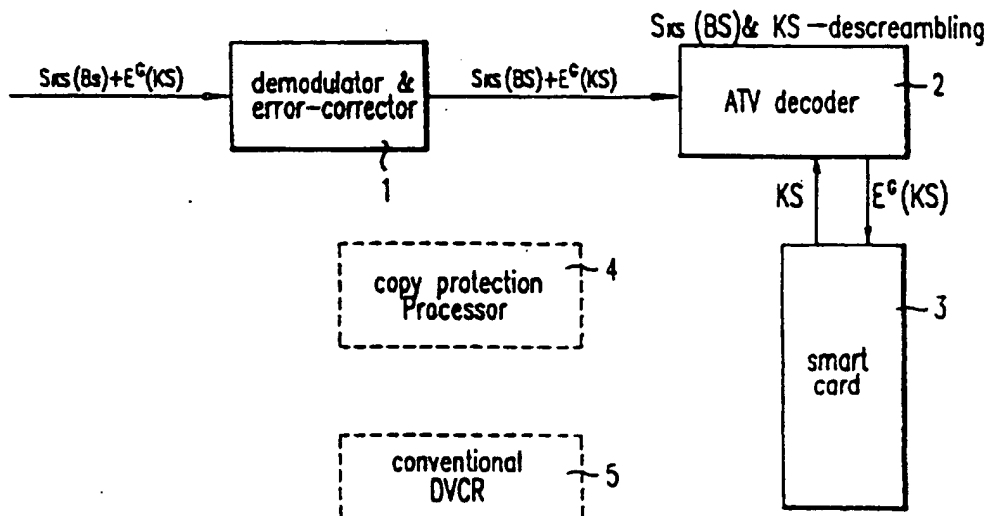 SKS(BS)& KS-descreambling
SKS(BS)+E^G(KS)
demodulator &
error-corrector
1
SKS(BS)+E^G(KS)
ATV decoder
2
KS
E^G(KS)
copy protection
Processor
4
smart
card
3
conventional
DVCR
5